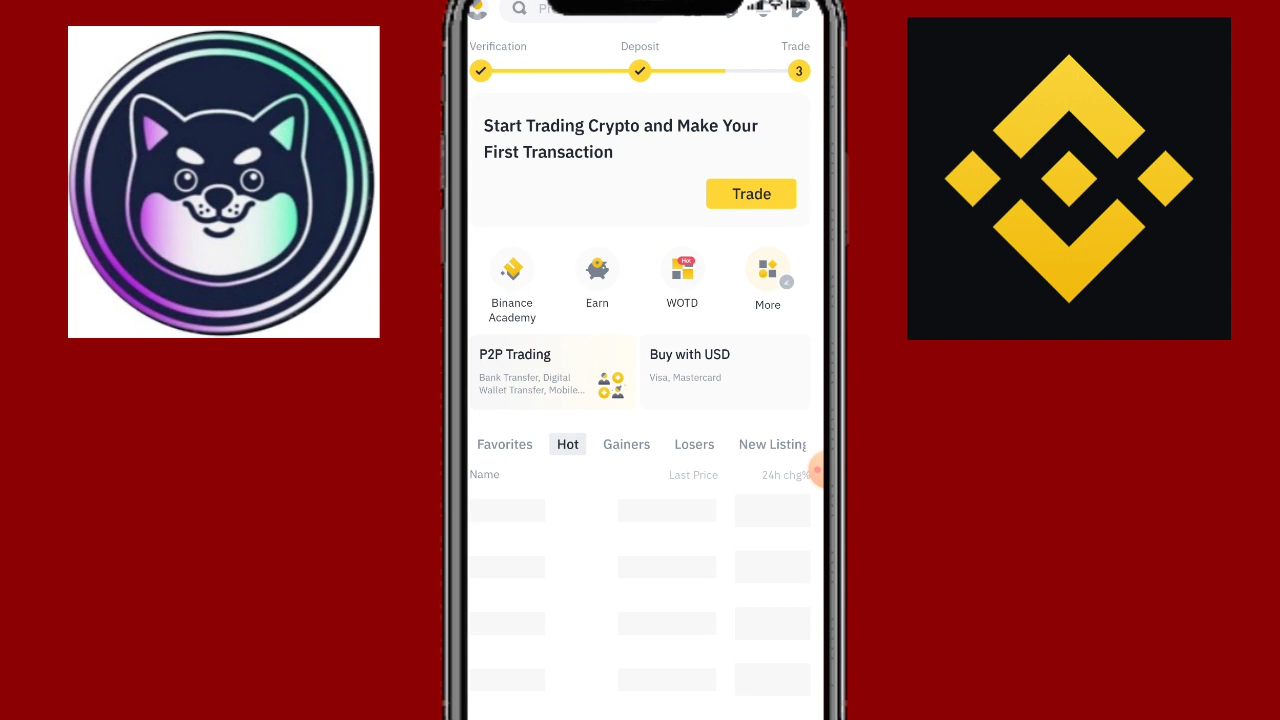 Verification Deposit Trade
3
Start Trading Crypto and Make Your
First Transaction
Trade
Hot
Binance
Academy
Earn
WOTD
More
P2P Trading
Bank Transfer, Digital
Wallet Transfer, Mobile...
Buy with USD
Visa, Mastercard
Favorites Hot Gainers Losers New Listing
Name Last Price 24h chg%